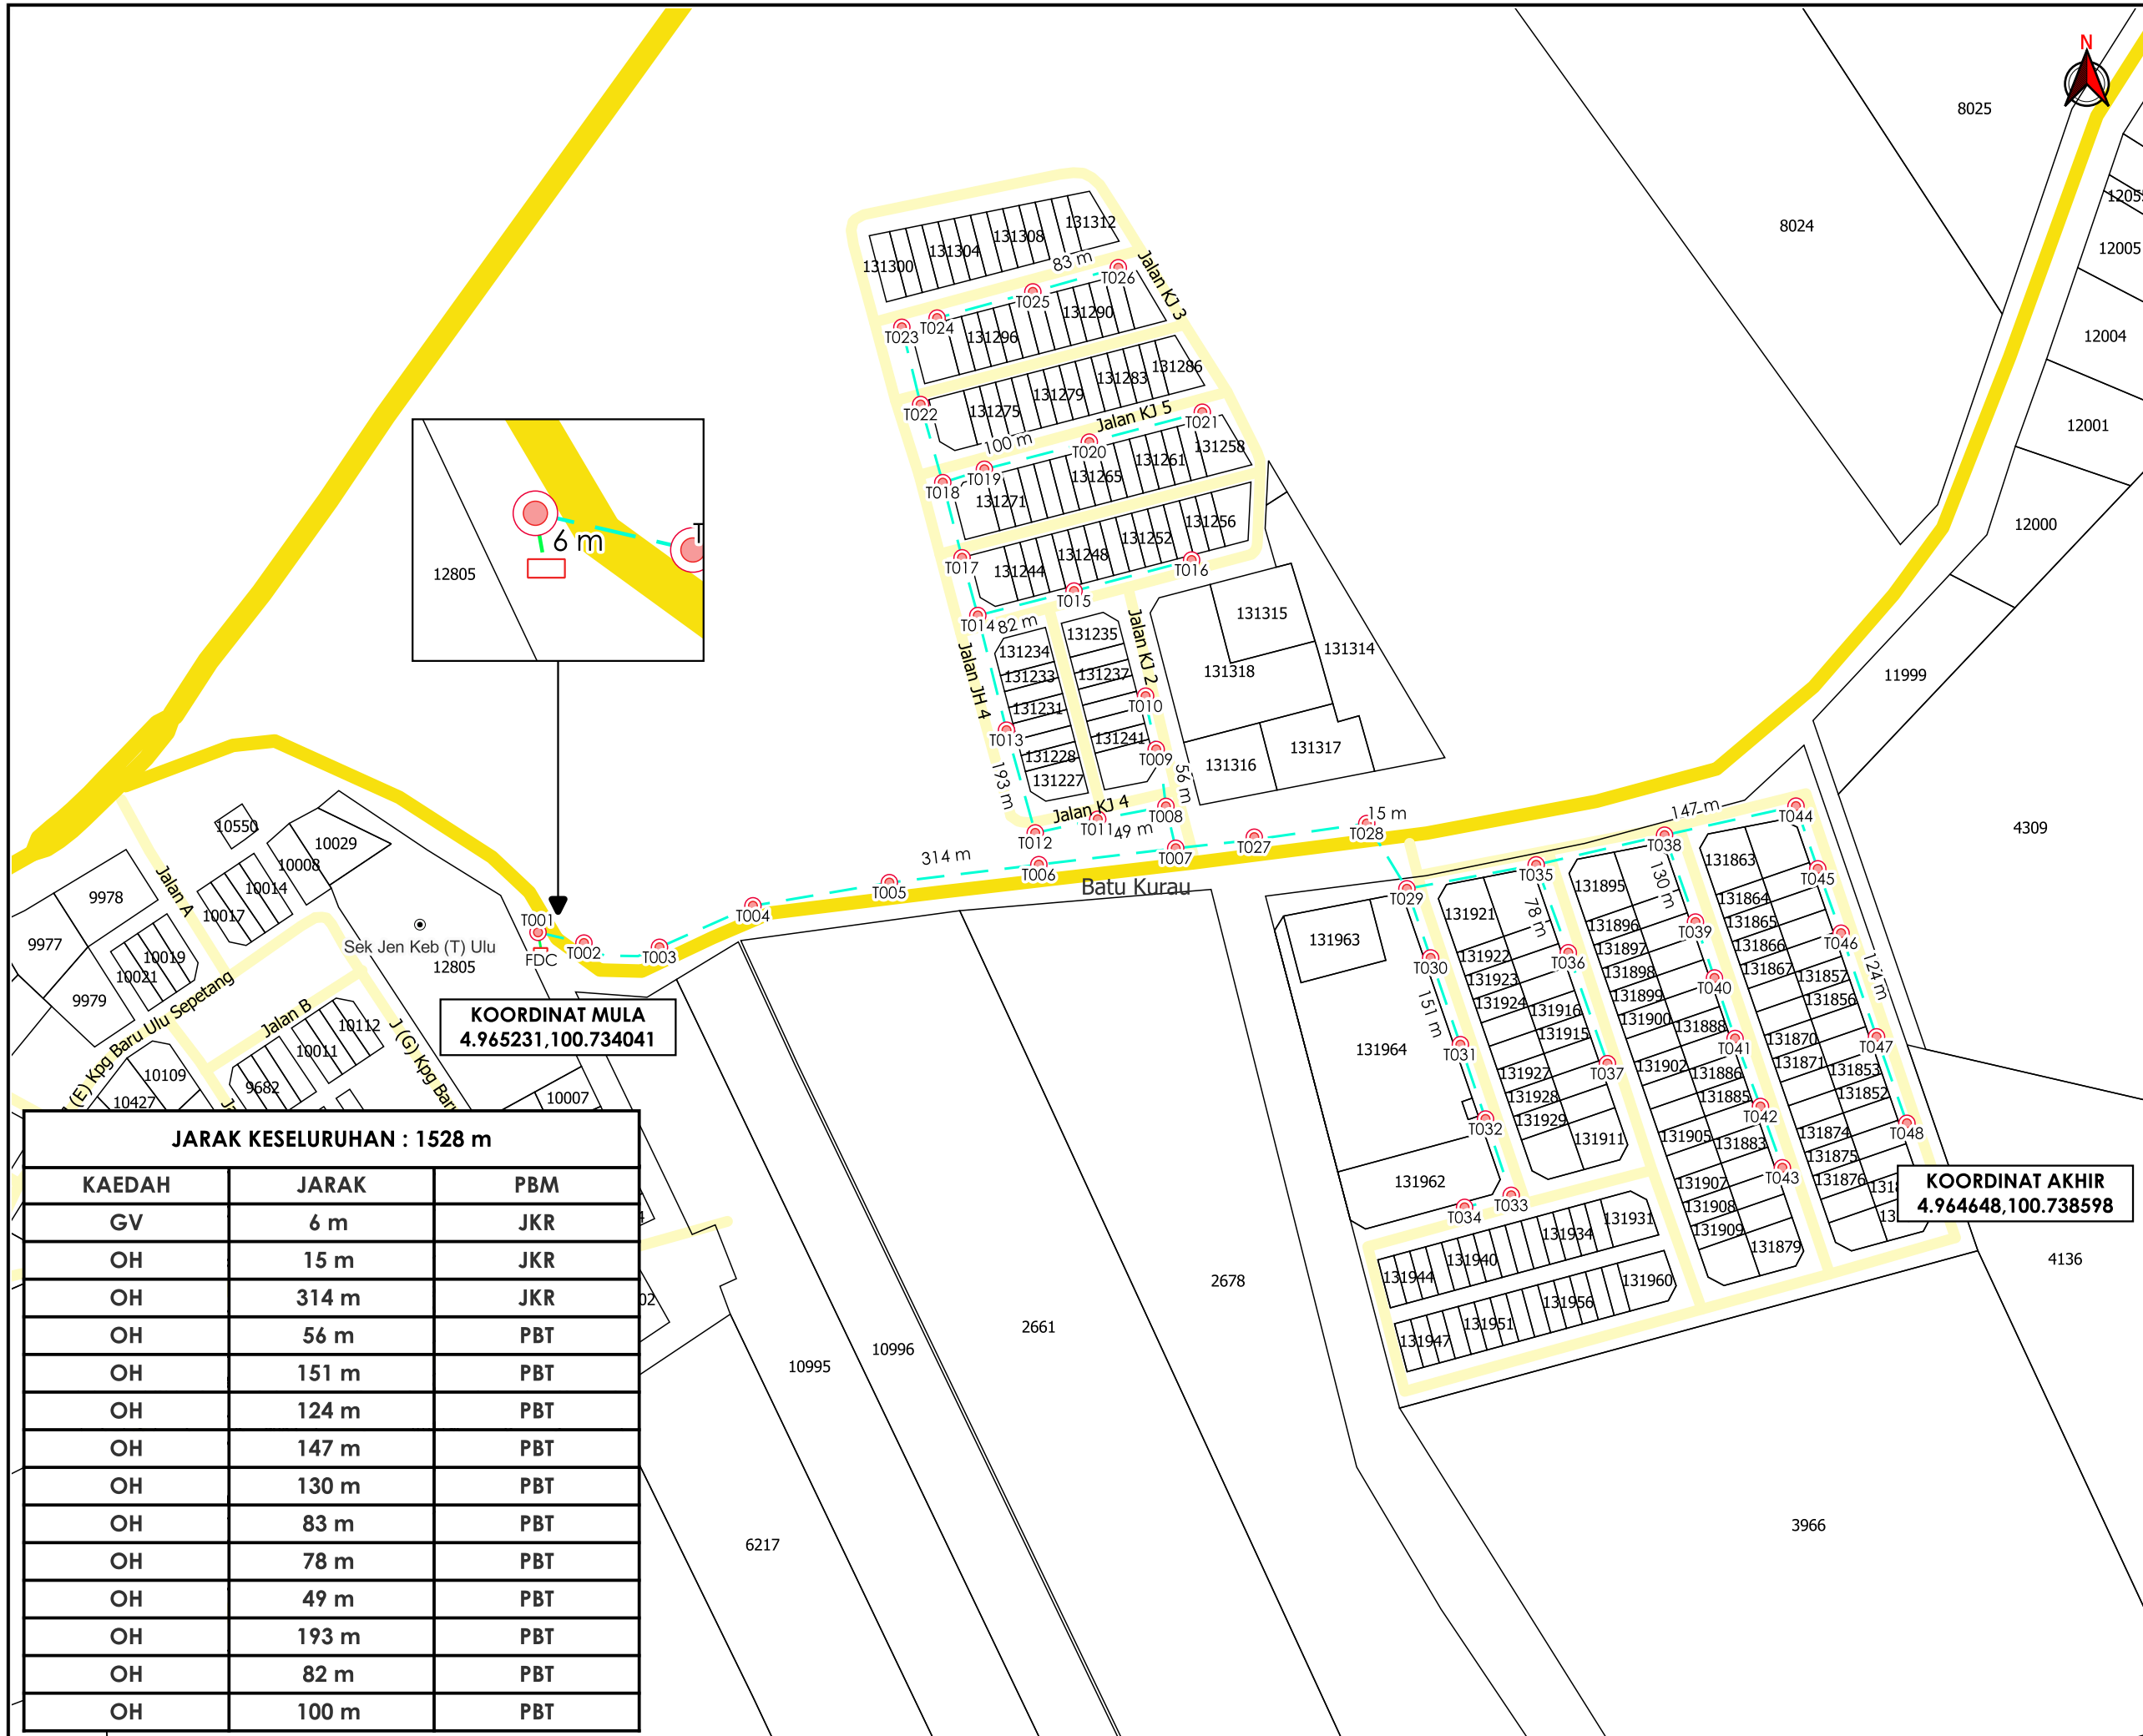 N
8025
8024
12005
12004
12001
12000
11999
4309
4136
3966
131312
131308
131304
131300
83 m
Jalan KJ 3
T026
T025
T024
T023
131290
131296
131286
131283
131279
131275
T022
Jalan KJ 5
100 m
T021
T020
T019
T018
131258
131261
131265
131271
131256
131252
131248
131244
T017
T016
T015
T014
82 m
131315
131314
131318
131317
131316
131235
131234
131237
131233
131231
131241
131228
131227
Jalan KJ 2
Jalan JH 4
T010
T013
T009
193 m
56 m
Jalan KJ 4
T008
T011
49 m
T012
T007
T006
T005
T004
314 m
T027
T028
15 m
Batu Kurau
6 m
T
12805
T001
T002
T003
FDC
Sek Jen Keb (T) Ulu
12805
KOORDINAT MULA
4.965231,100.734041
10550
10029
10008
10014
10017
9978
9977
9979
10019
10021
Jalan A
(E) Kpg Baru Ulu Sepetang
Jalan B
J (G) Kpg Baru
10112
10011
9682
10109
10427
10007
02
147 m
T044
T038
T035
T029
131963
131964
131962
131921
131922
131923
131924
131916
131915
131927
131928
131929
131911
78 m
T036
T037
T030
151 m
T031
T032
T033
T034
131895
131896
131897
131898
131899
131900
131902
131905
131907
131908
131909
131888
131886
131885
131883
131879
130 m
T039
T040
T041
T042
T043
131863
131864
131865
131866
131867
131857
131856
131870
131871
131853
131852
131874
131875
131876
T045
T046
124 m
T047
T048
KOORDINAT AKHIR
4.964648,100.738598
131931
131934
131940
131944
131960
131956
131951
131947
2678
2661
10996
10995
6217
JARAK KESELURUHAN : 1528 m
KAEDAH JARAK PBM
GV 6 m JKR
OH 15 m JKR
OH 314 m JKR
OH 56 m PBT
OH 151 m PBT
OH 124 m PBT
OH 147 m PBT
OH 130 m PBT
OH 83 m PBT
OH 78 m PBT
OH 49 m PBT
OH 193 m PBT
OH 82 m PBT
OH 100 m PBT